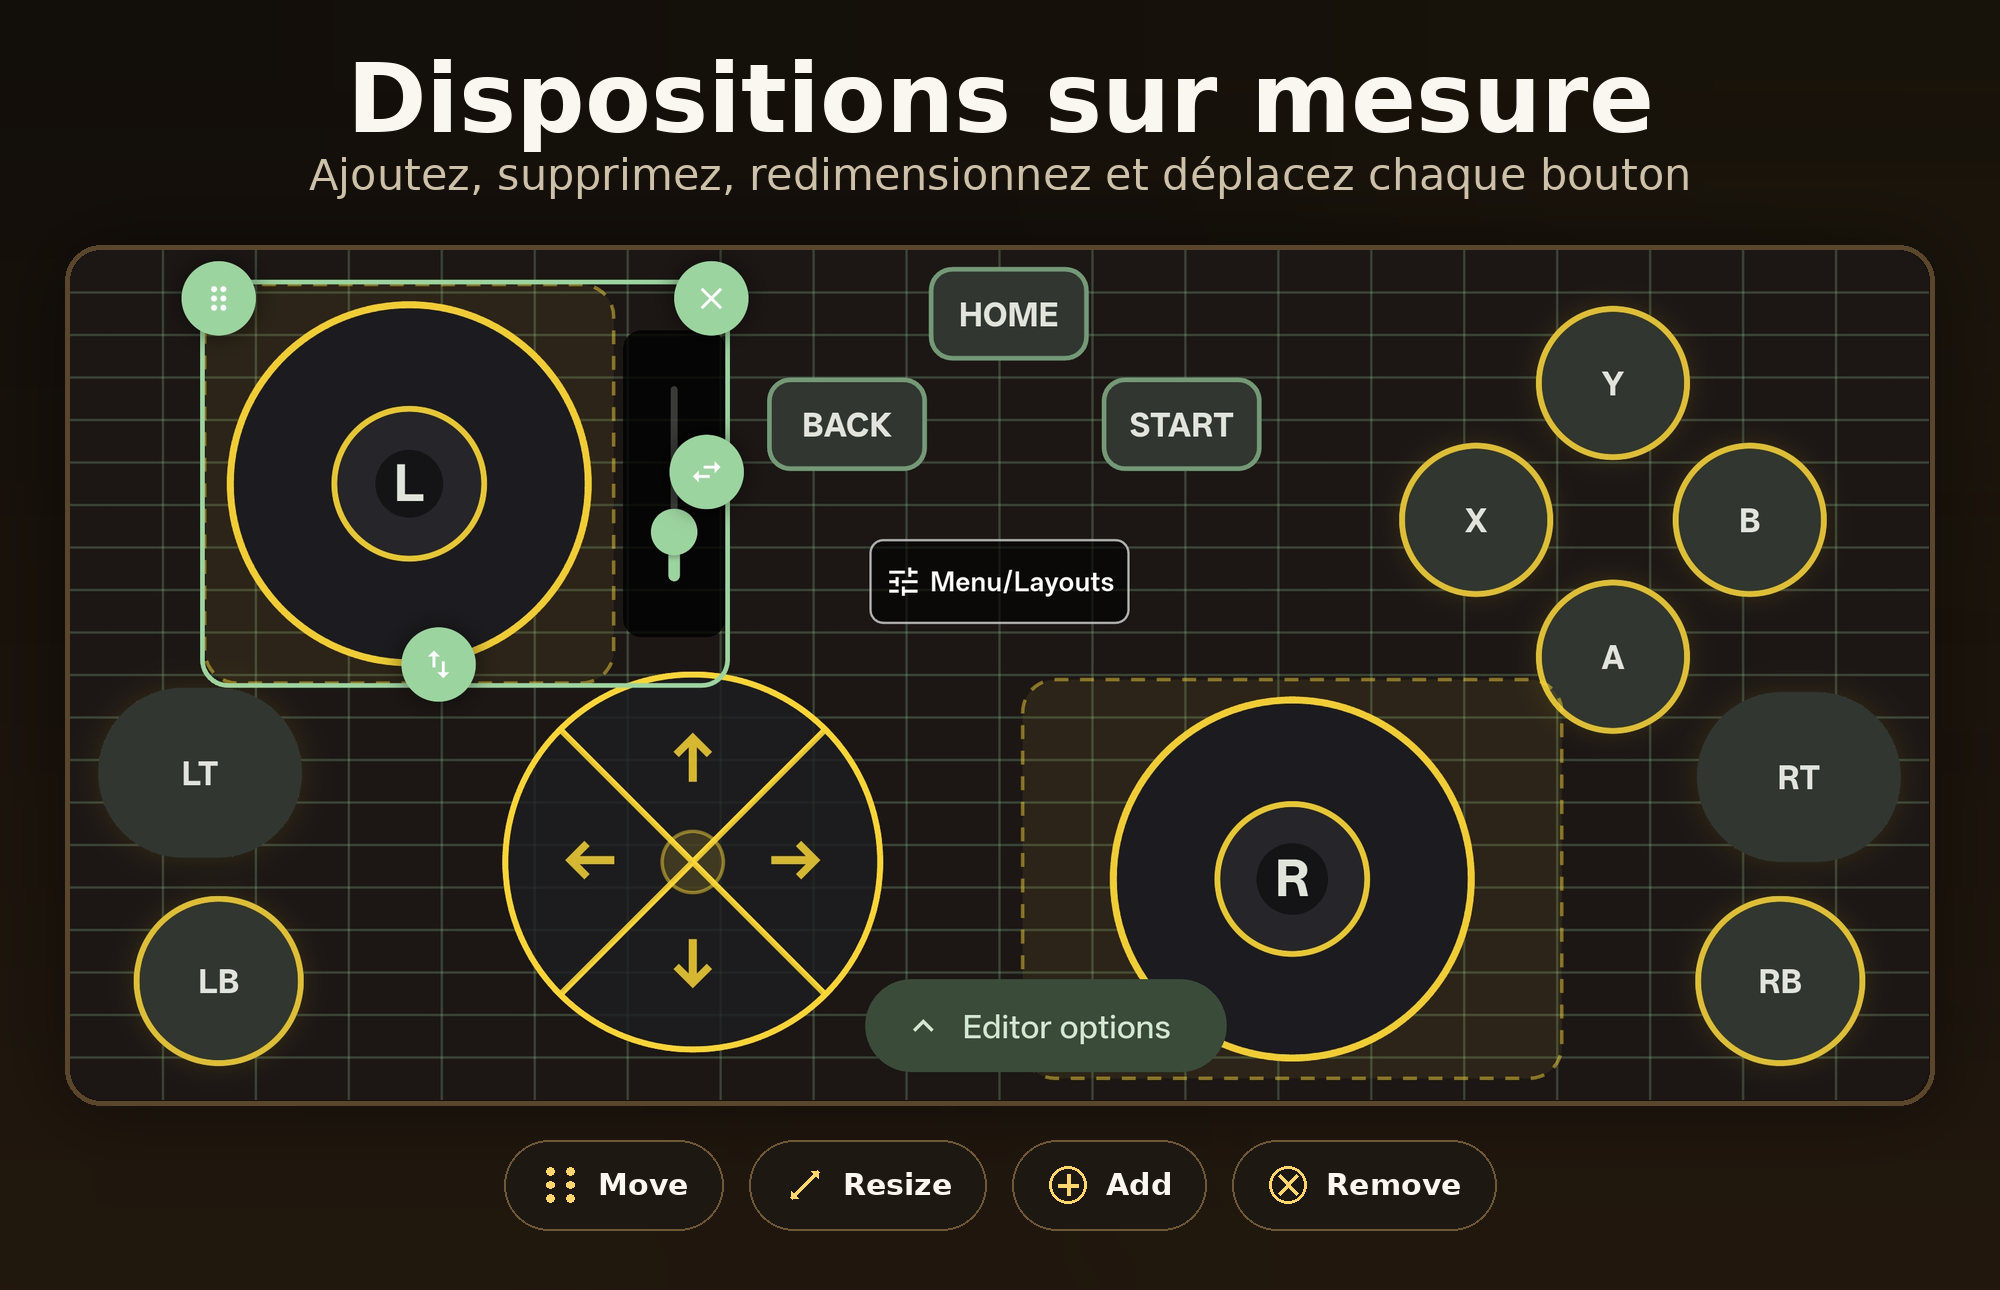 Dispositions sur mesure
Ajoutez, supprimez, redimensionnez et déplacez chaque bouton
HOME
BACK
START
Y
X
B
A
L
Menu/Layouts
LT
RT
R
LB
RB
Editor options
Move
Resize
Add
Remove